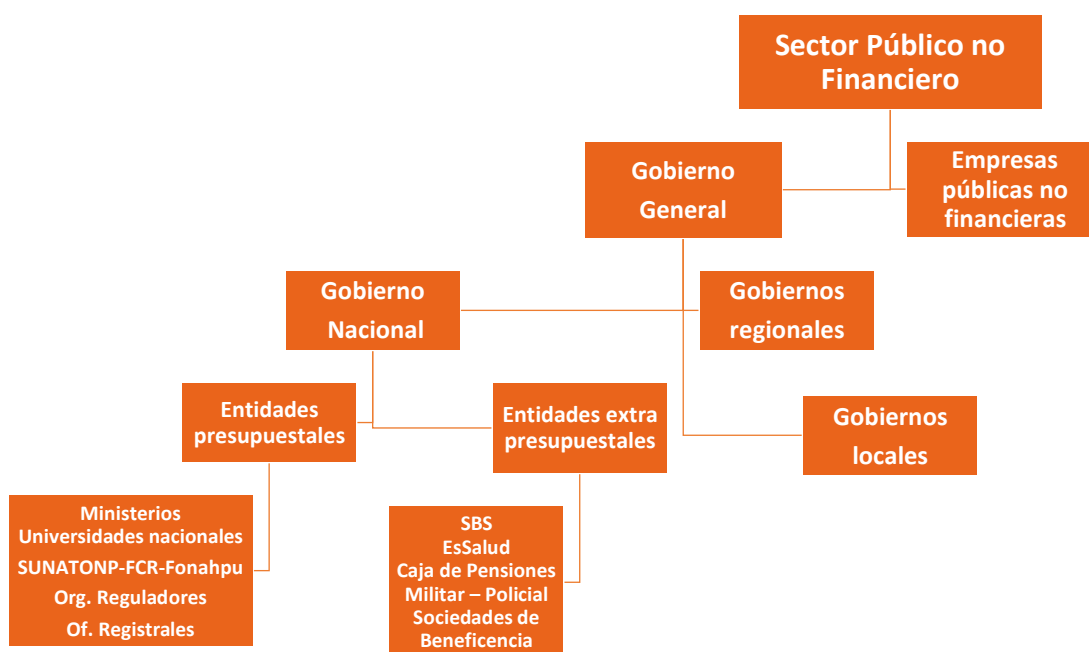 Sector Público no
Financiero
Gobierno
General
Empresas
públicas no
financieras
Gobierno
Nacional
Gobiernos
regionales
Entidades
presupuestales
Entidades extra
presupuestales
Gobiernos
locales
Ministerios
Universidades nacionales
SUNATONP-FCR-Fonahpu
Org. Reguladores
Of. Registrales
SBS
EsSalud
Caja de Pensiones
Militar – Policial
Sociedades de
Beneficencia